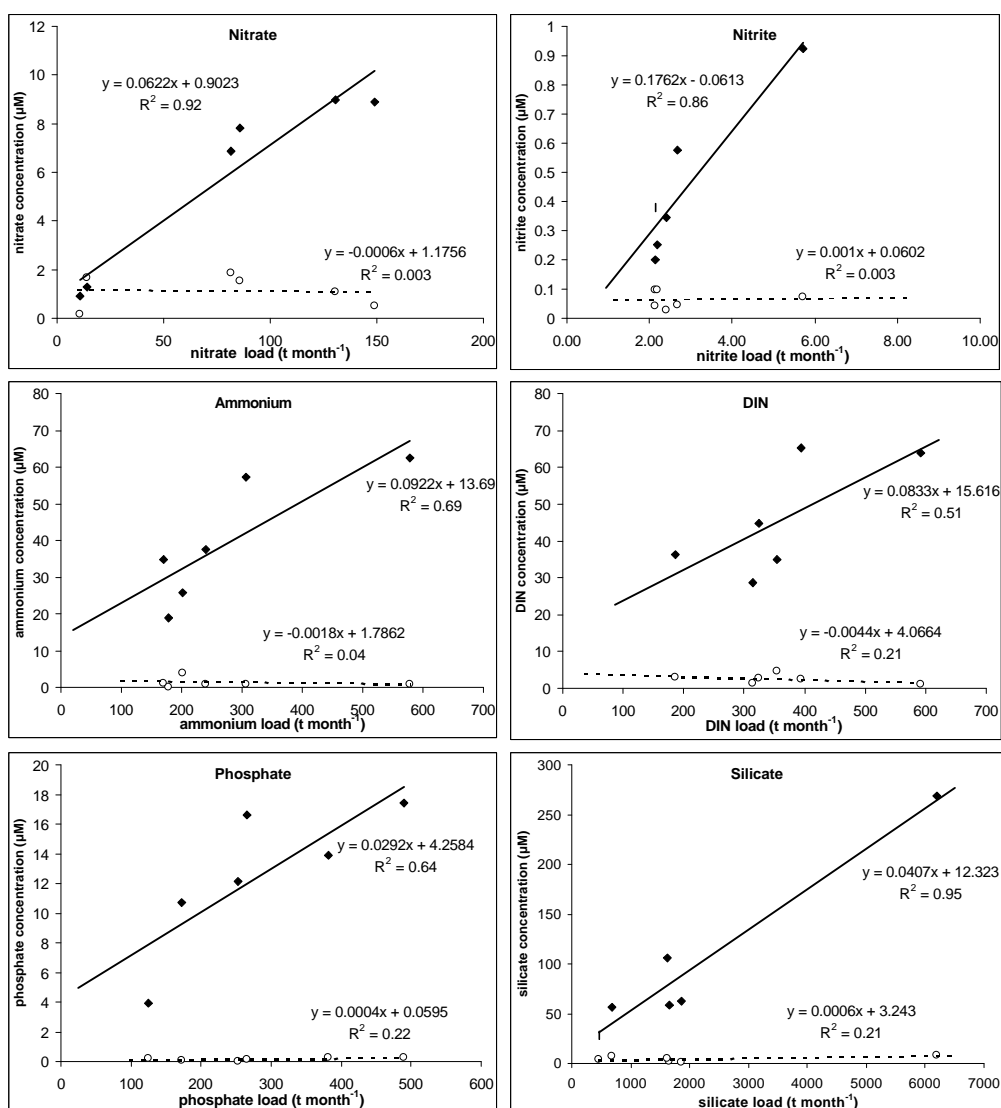 Nitrate
12
10
8
6
4
2
0
nitrate concentration (µM)
y = 0.0622x + 0.9023
R² = 0.92
y = -0.0006x + 1.1756
R² = 0.003
0 50 100 150 200
nitrate load (t month⁻¹)
Nitrite
1
0.9
0.8
0.7
0.6
0.5
0.4
0.3
0.2
0.1
0
nitrite concentration (µM)
y = 0.1762x - 0.0613
R² = 0.86
y = 0.001x + 0.0602
R² = 0.003
0.00 2.00 4.00 6.00 8.00 10.00
nitrite load (t month⁻¹)
Ammonium
80
70
60
50
40
30
20
10
0
ammonium concentration (µM)
y = 0.0922x + 13.69
R² = 0.69
y = -0.0018x + 1.7862
R² = 0.04
0 100 200 300 400 500 600 700
ammonium load (t month⁻¹)
DIN
80
70
60
50
40
30
20
10
0
DIN concentration (µM)
y = 0.0833x + 15.616
R² = 0.51
y = -0.0044x + 4.0664
R² = 0.21
0 100 200 300 400 500 600 700
DIN load (t month⁻¹)
Phosphate
20
18
16
14
12
10
8
6
4
2
0
phosphate concentration (µM)
y = 0.0292x + 4.2584
R² = 0.64
y = 0.0004x + 0.0595
R² = 0.22
0 100 200 300 400 500 600
phosphate load (t month⁻¹)
Silicate
300
250
200
150
100
50
0
silicate concentration (µM)
y = 0.0407x + 12.323
R² = 0.95
y = 0.0006x + 3.243
R² = 0.21
0 1000 2000 3000 4000 5000 6000 7000
silicate load (t month⁻¹)